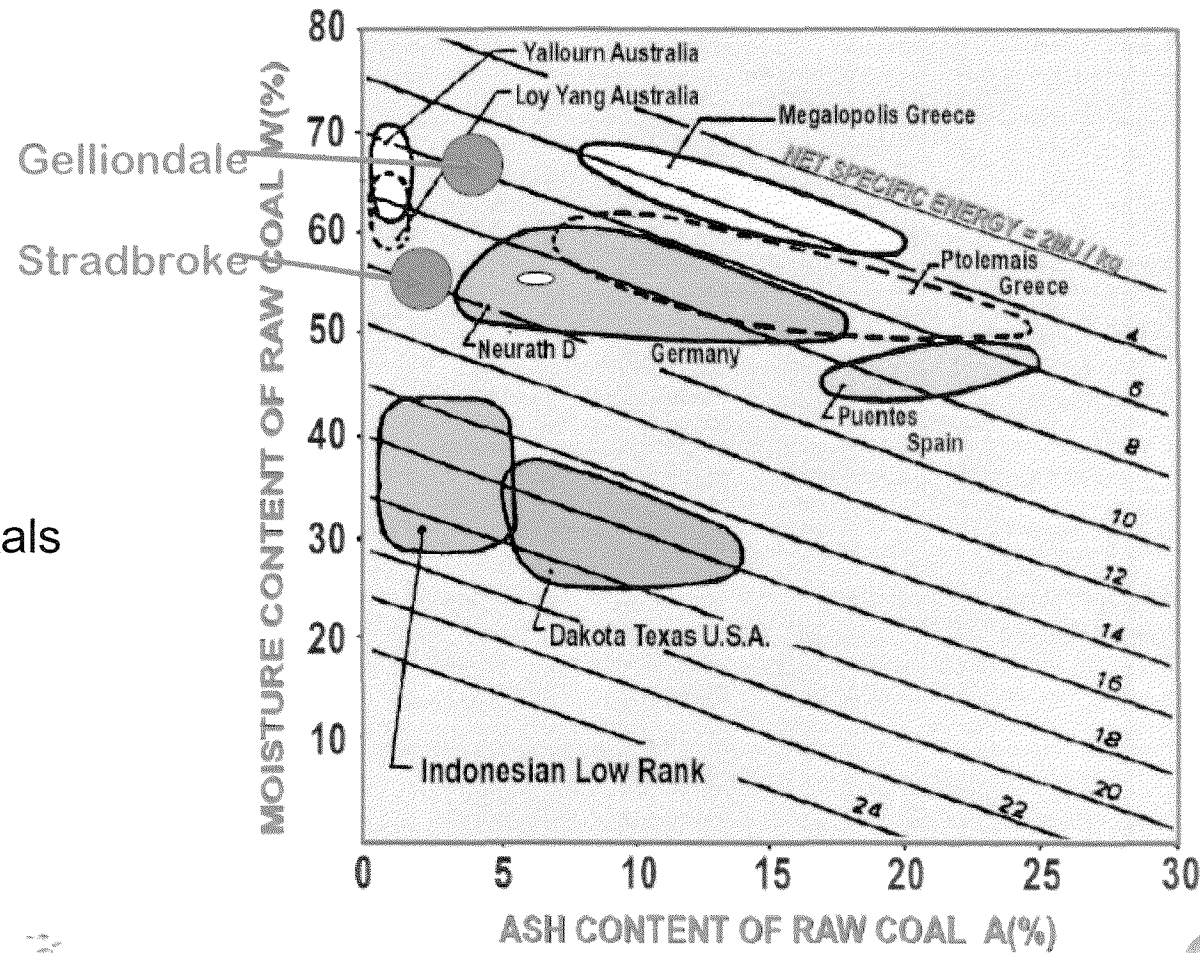 80
70
60
50
40
30
20
10
MOISTURE CONTENT OF RAW COAL W(%)
Gelliondale
Stradbroke
als
Yallourn Australia
Loy Yang Australia
Megalopolis Greece
NET SPECIFIC ENERGY = 2MJ / kg
Ptolemais
Greece
Neurath D
Germany
Puentes
Spain
Dakota Texas U.S.A.
Indonesian Low Rank
4
6
8
10
12
14
16
18
20
22
24
0 5 10 15 20 25 30
ASH CONTENT OF RAW COAL A(%)